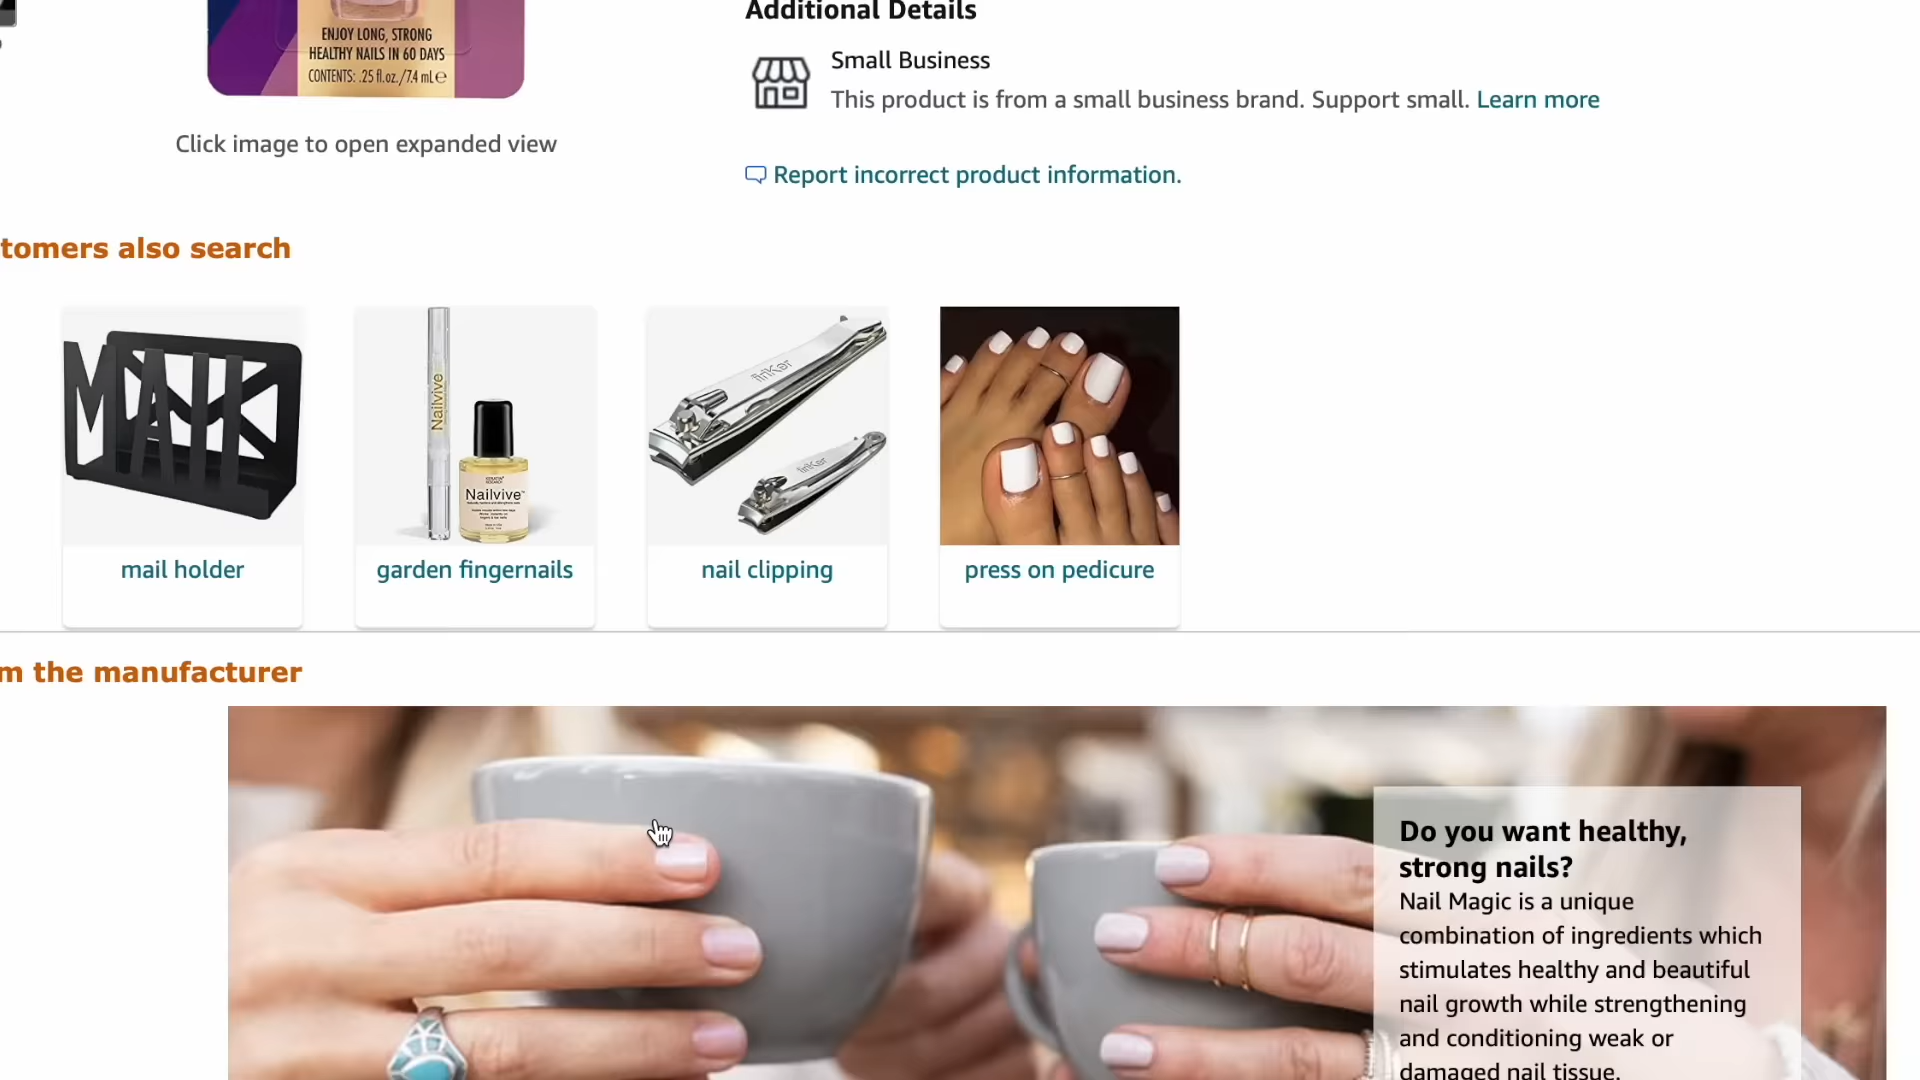 ENJOY LONG, STRONG
HEALTHY NAILS IN 60 DAYS
CONTENTS: .25 fl.oz./7.4 mL℮
Click image to open expanded view
Additional Details
Small Business
This product is from a small business brand. Support small. Learn more
Report incorrect product information.
tomers also search
MAIL
Nailvive
Nailvive™
mail holder
garden fingernails
nail clipping
press on pedicure
m the manufacturer
Do you want healthy,
strong nails?
Nail Magic is a unique
combination of ingredients which
stimulates healthy and beautiful
nail growth while strengthening
and conditioning weak or
damaged nail tissue.